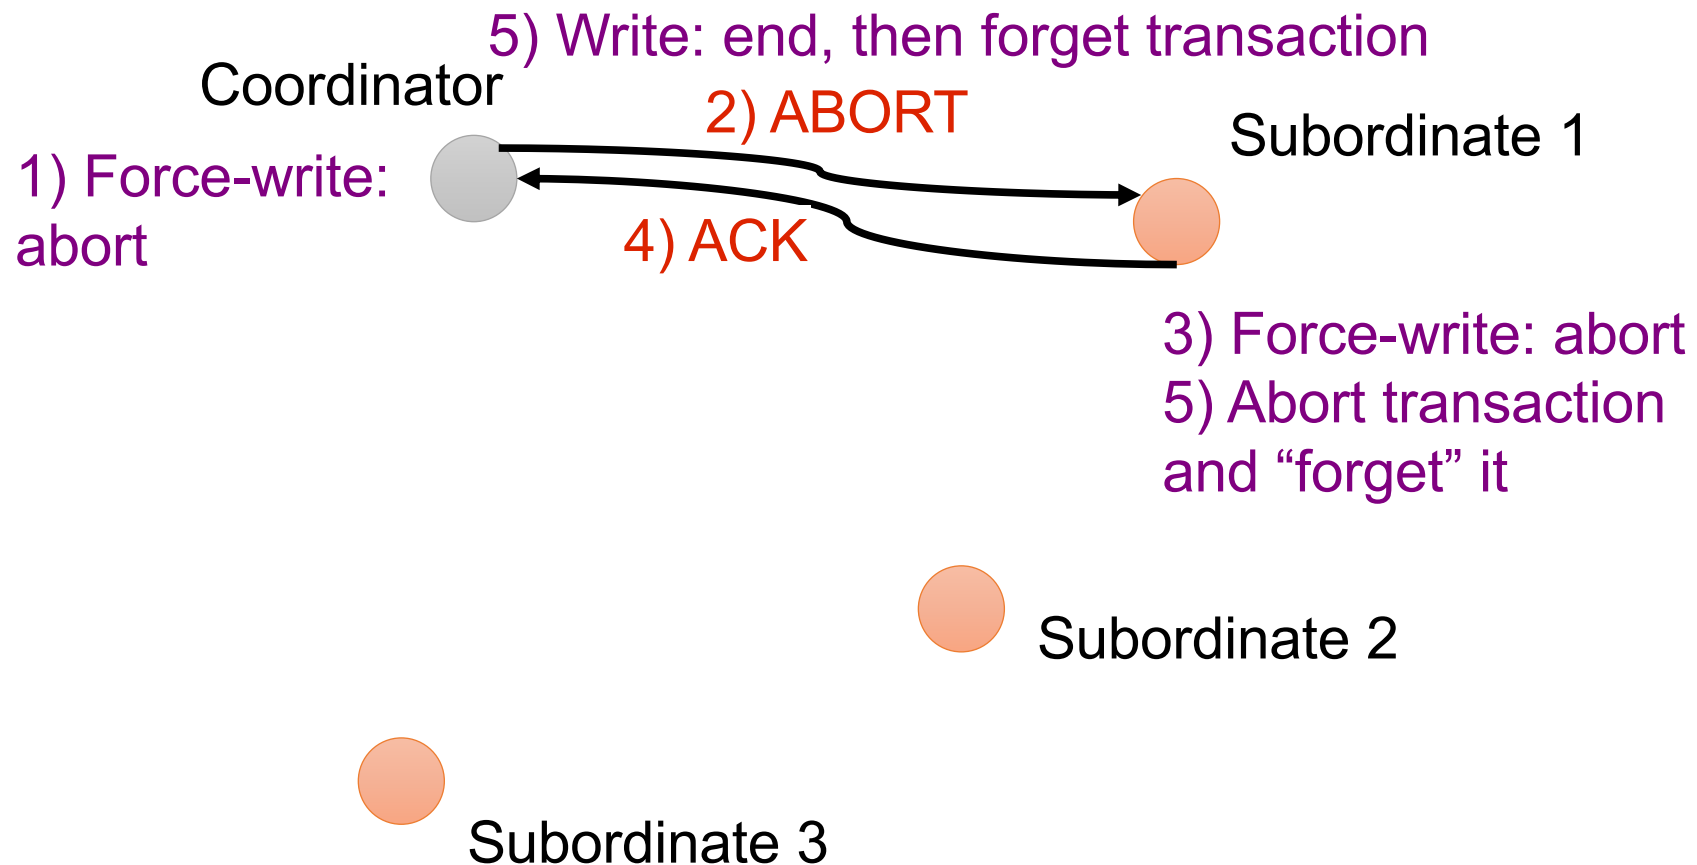 5) Write: end, then forget transaction
Coordinator
2) ABORT
Subordinate 1
1) Force-write:
abort
4) ACK
3) Force-write: abort
5) Abort transaction
and “forget” it
Subordinate 2
Subordinate 3